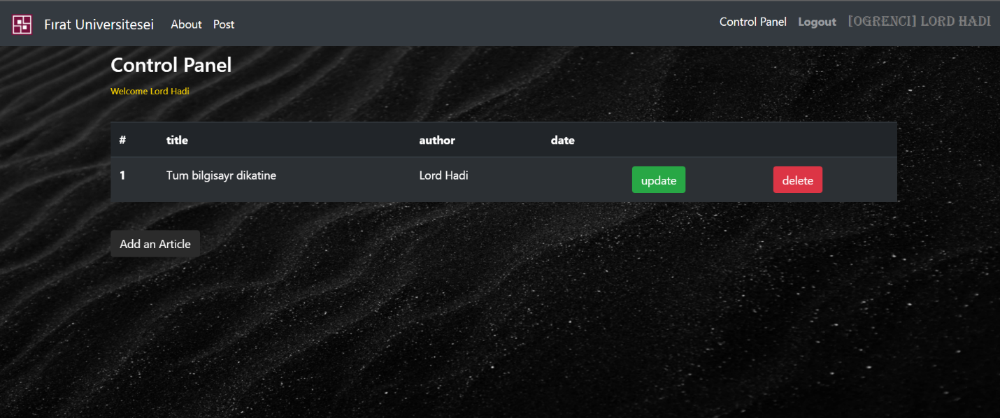 Fırat Universitesei About Post Control Panel Logout [OGRENCI] LORD HADI
Control Panel
Welcome Lord Hadi
# title author date
1 Tum bilgisayr dikatine Lord Hadi update delete
Add an Article